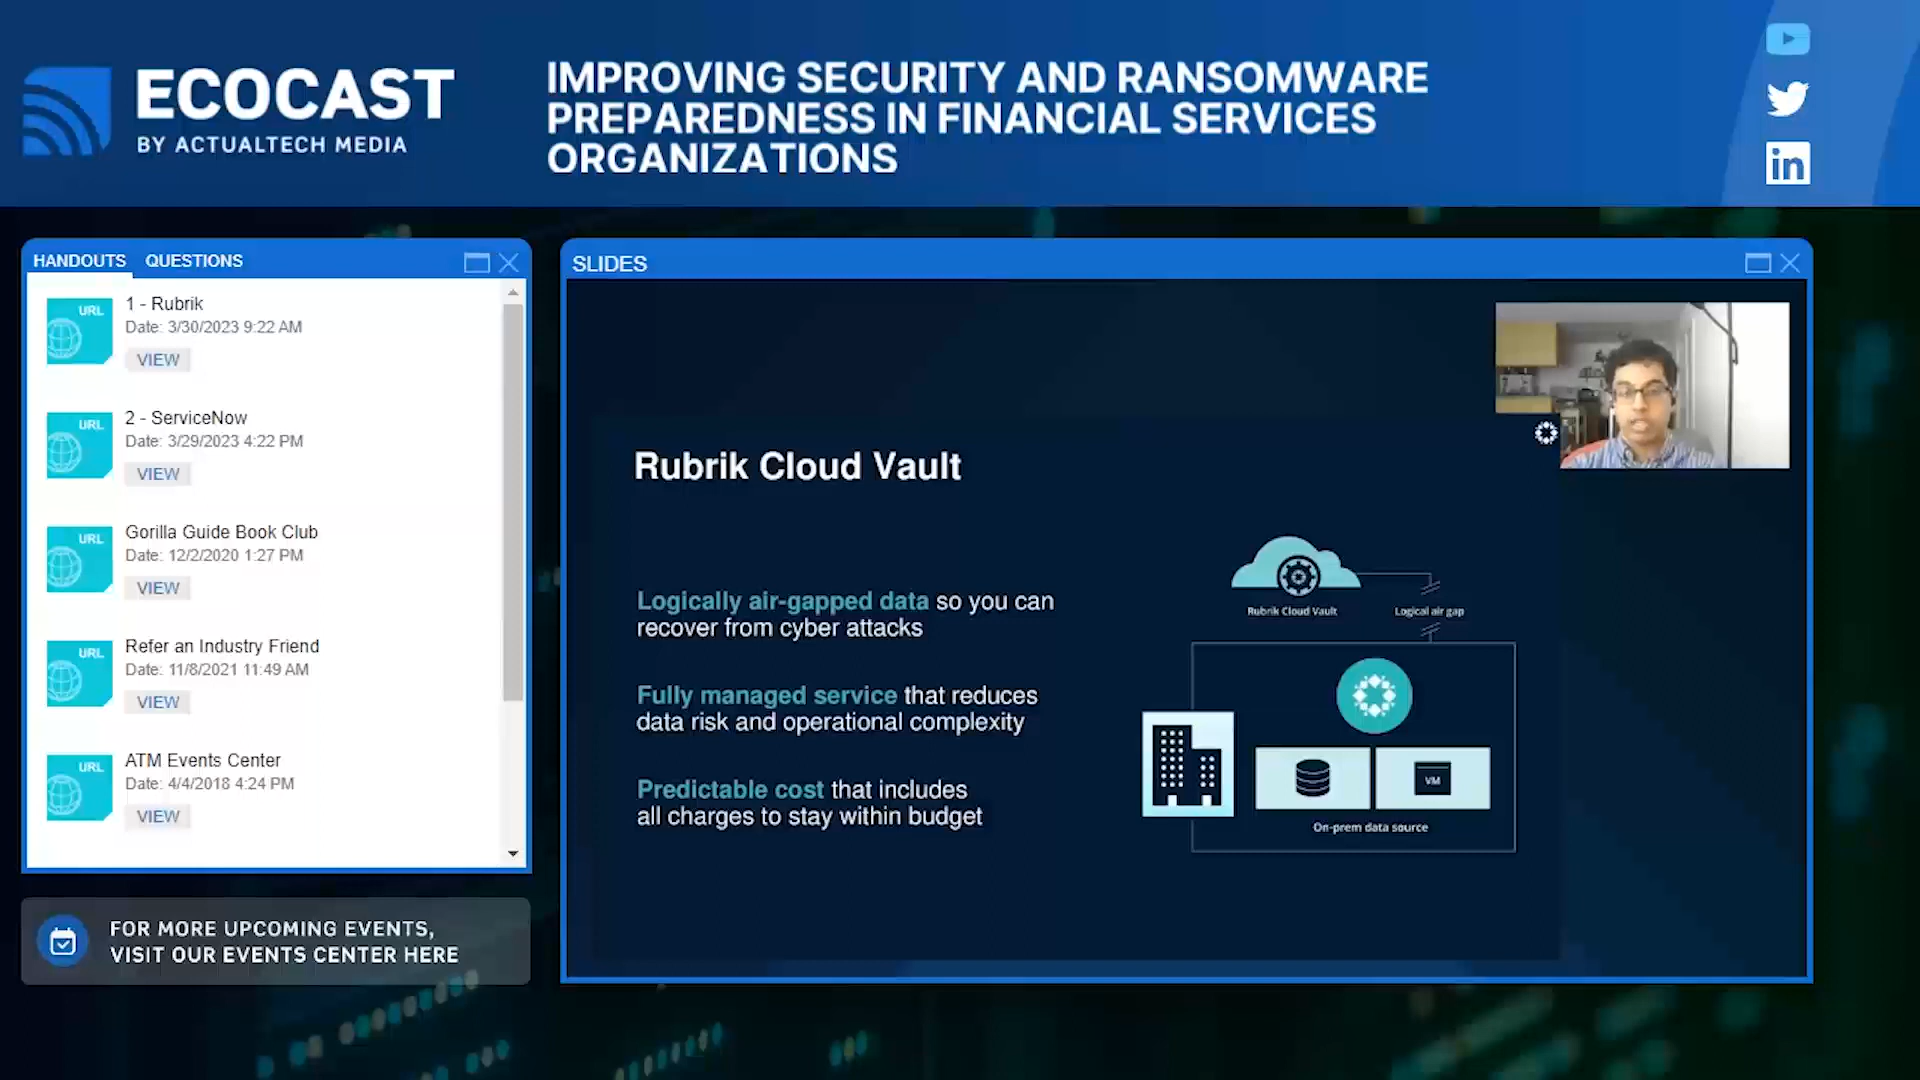 ECOCAST
BY ACTUALTECH MEDIA
IMPROVING SECURITY AND RANSOMWARE
PREPAREDNESS IN FINANCIAL SERVICES
ORGANIZATIONS
in
HANDOUTS QUESTIONS
URL
1 - Rubrik
Date: 3/30/2023 9:22 AM
VIEW
URL
2 - ServiceNow
Date: 3/29/2023 4:22 PM
VIEW
URL
Gorilla Guide Book Club
Date: 12/2/2020 1:27 PM
VIEW
URL
Refer an Industry Friend
Date: 11/8/2021 11:49 AM
VIEW
URL
ATM Events Center
Date: 4/4/2018 4:24 PM
VIEW
FOR MORE UPCOMING EVENTS,
VISIT OUR EVENTS CENTER HERE
SLIDES
Rubrik Cloud Vault
Logically air-gapped data so you can
recover from cyber attacks
Fully managed service that reduces
data risk and operational complexity
Predictable cost that includes
all charges to stay within budget
Rubrik Cloud Vault
Logical air gap
VM
On-prem data source